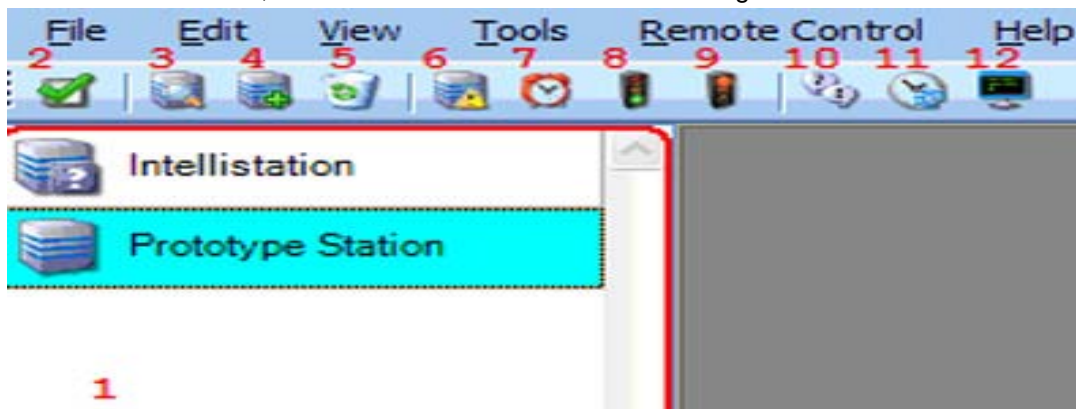 File Edit View Tools Remote Control Help
2 3 4 5 6 7 8 9 10 11 12
Intellistation
Prototype Station
1